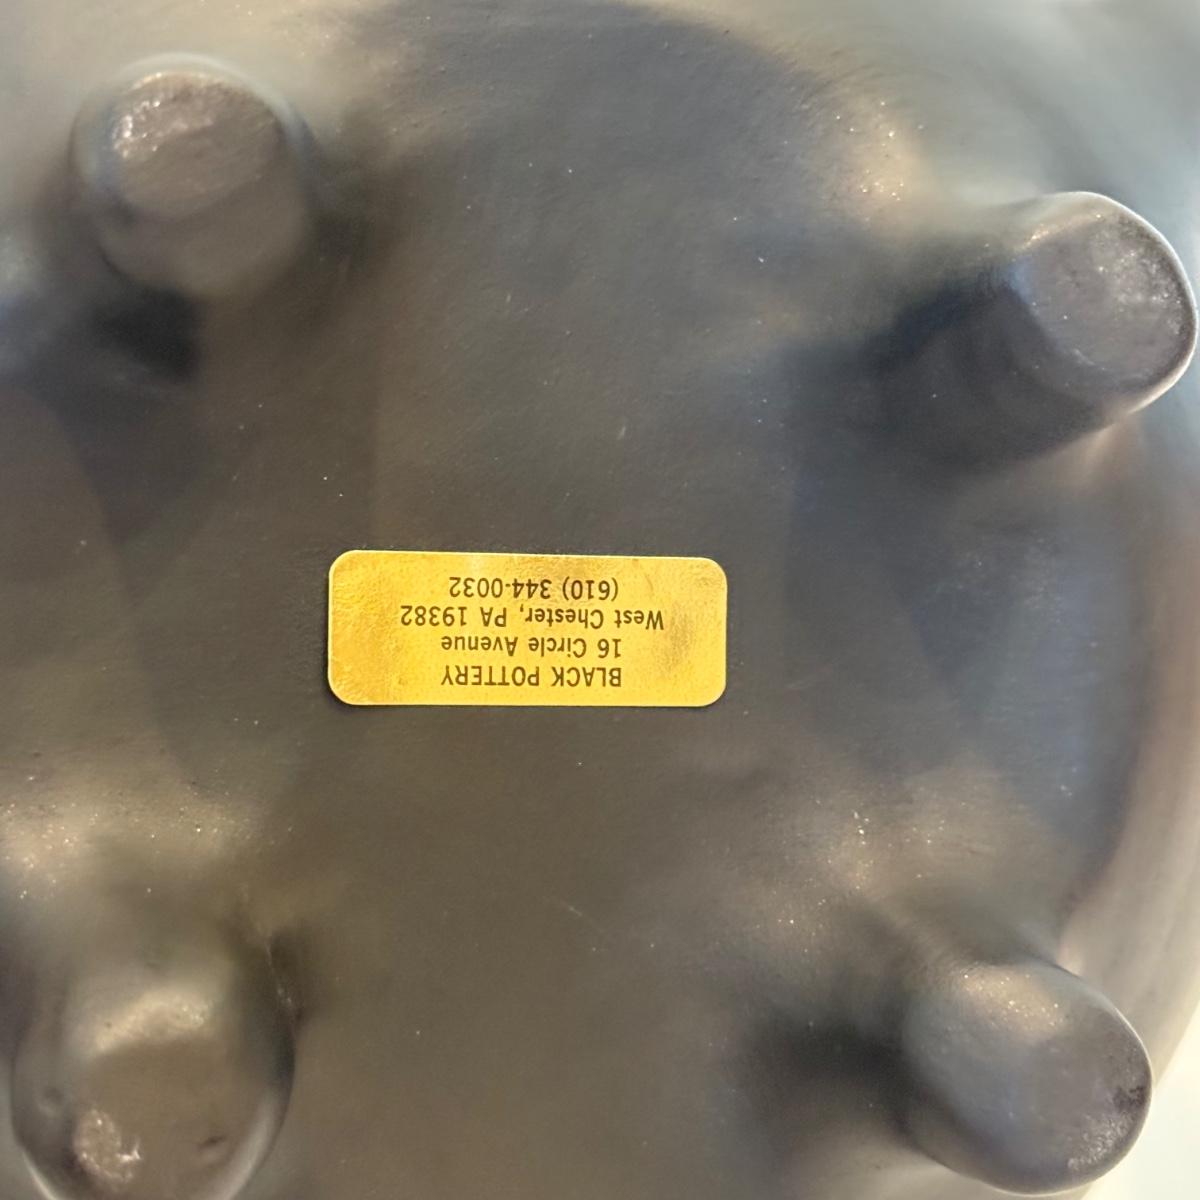 BLACK POTTERY
16 Circle Avenue
West Chester, PA 19382
(610) 344-0032